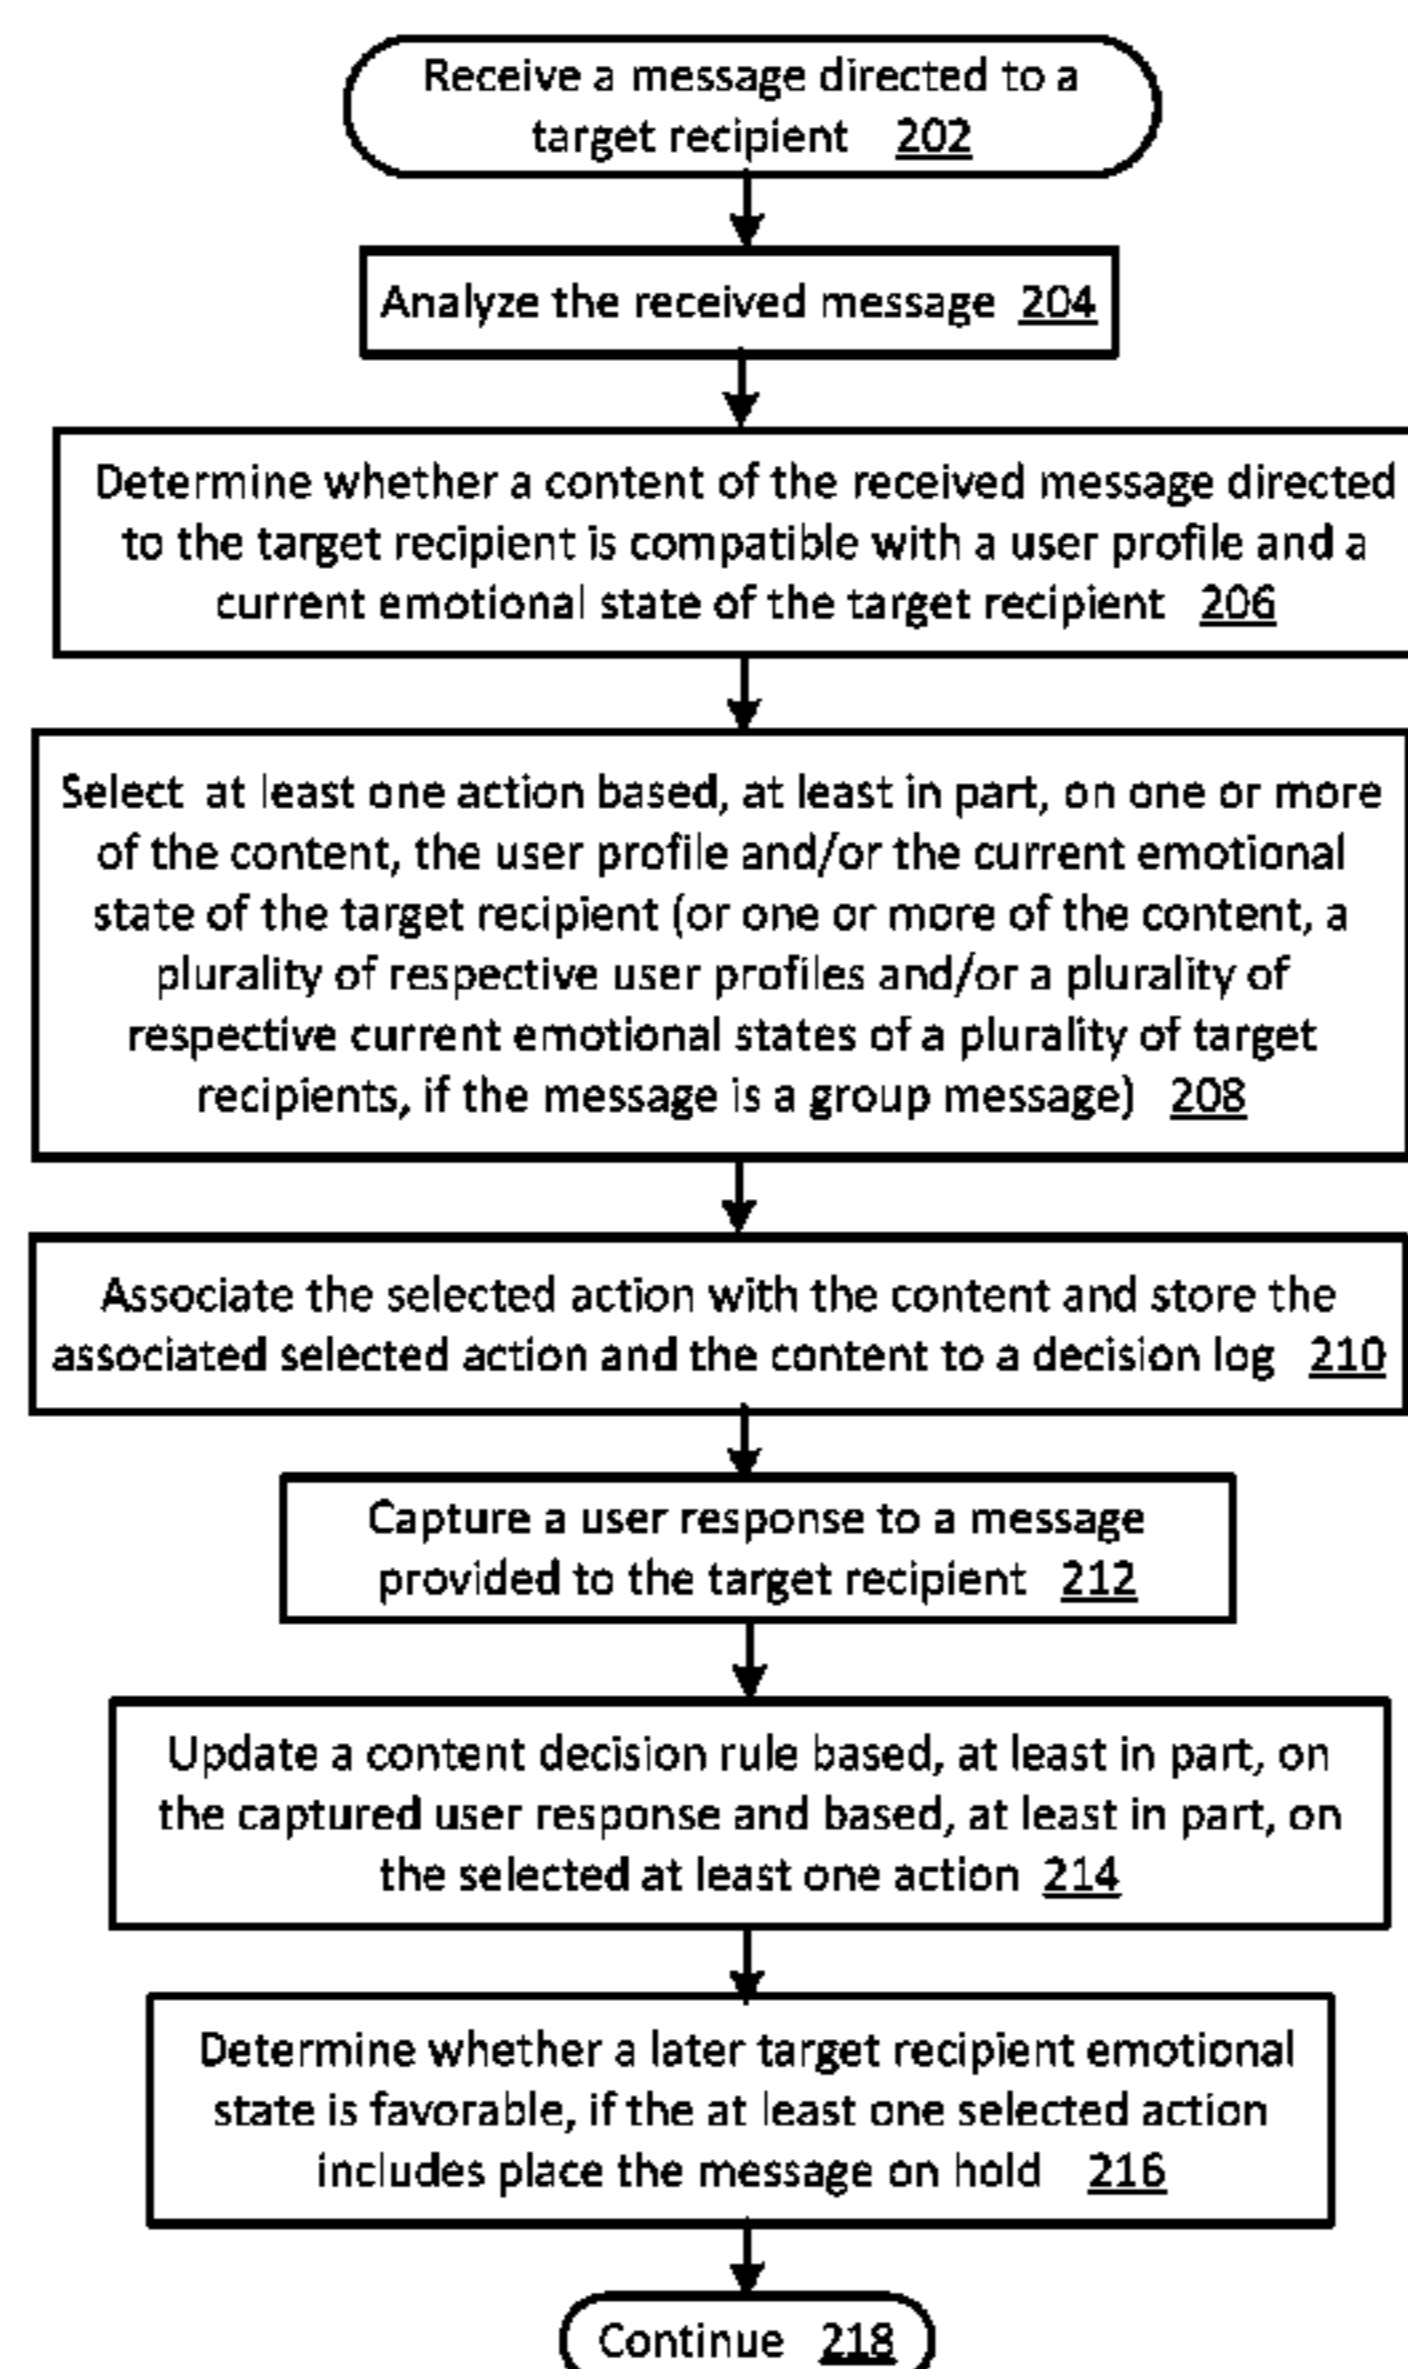 Receive a message directed to a
target recipient 202
Analyze the received message 204
Determine whether a content of the received message directed
to the target recipient is compatible with a user profile and a
current emotional state of the target recipient 206
Select at least one action based, at least in part, on one or more
of the content, the user profile and/or the current emotional
state of the target recipient (or one or more of the content, a
plurality of respective user profiles and/or a plurality of
respective current emotional states of a plurality of target
recipients, if the message is a group message) 208
Associate the selected action with the content and store the
associated selected action and the content to a decision log 210
Capture a user response to a message
provided to the target recipient 212
Update a content decision rule based, at least in part, on
the captured user response and based, at least in part, on
the selected at least one action 214
Determine whether a later target recipient emotional
state is favorable, if the at least one selected action
includes place the message on hold 216
Continue 218